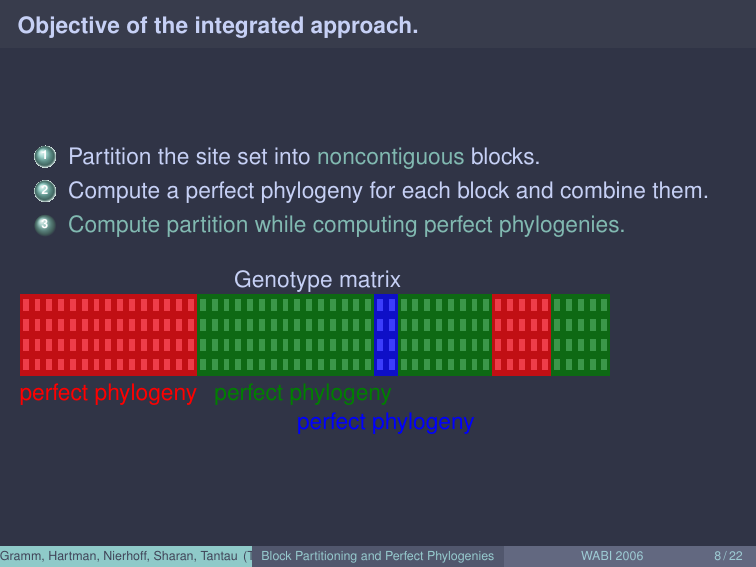 Objective of the integrated approach.
1 Partition the site set into noncontiguous blocks.
2 Compute a perfect phylogeny for each block and combine them.
3 Compute partition while computing perfect phylogenies.
Genotype matrix
perfect phylogeny perfect phylogeny
perfect phylogeny
Gramm, Hartman, Nierhoff, Sharan, Tantau (T Block Partitioning and Perfect Phylogenies WABI 2006 8 / 22